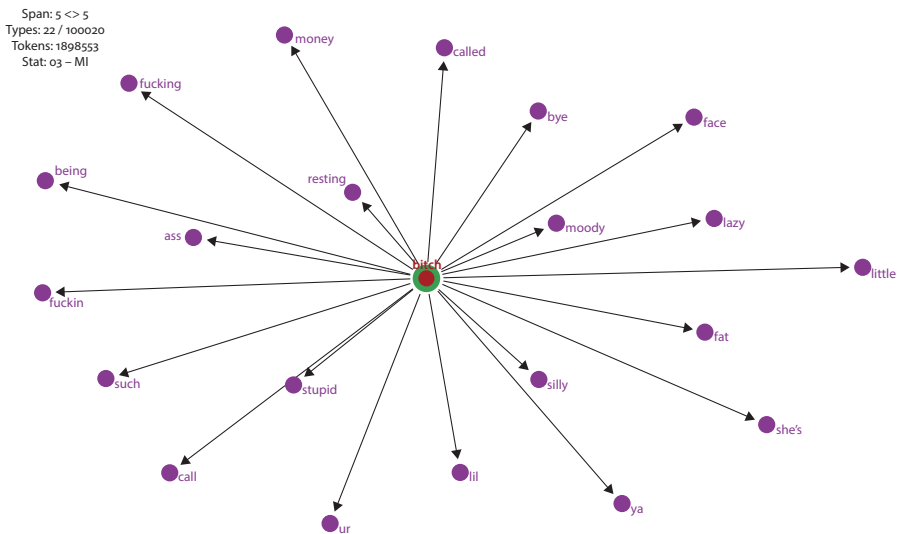 Span: 5 <> 5
Types: 22 / 100020
Tokens: 1898553
Stat: 03 – MI
money
called
fucking
bye
face
being
resting
lazy
ass
moody
bitch
little
fuckin
fat
such
stupid
silly
she's
call
lil
ya
ur